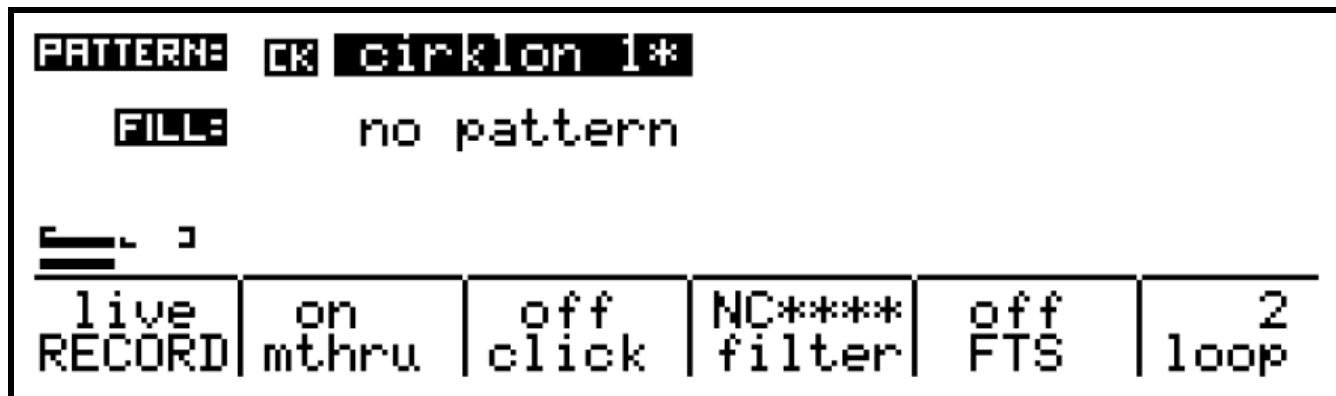 PATTERN: CK cirklon 1*
FILL: no pattern
live on off NC**** off 2
RECORD mthru click filter FTS loop